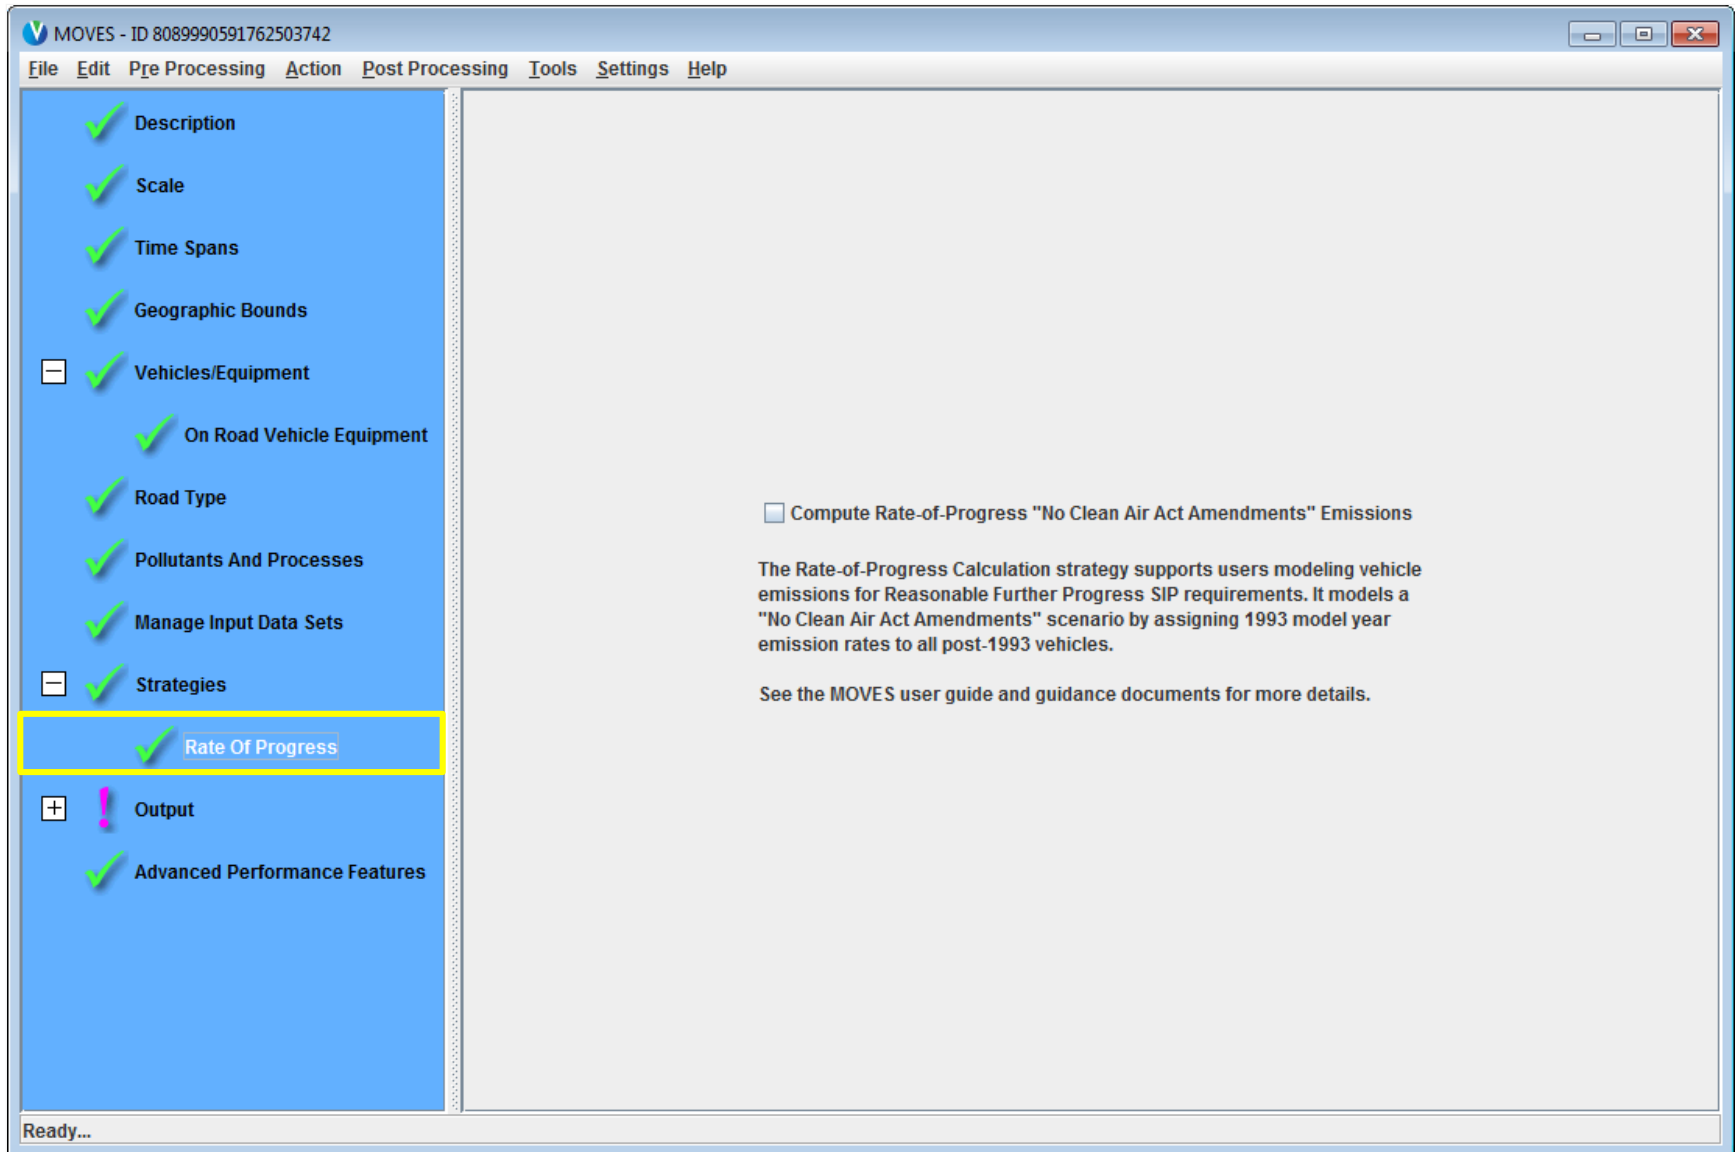 MOVES - ID 8089990591762503742
File Edit Pre Processing Action Post Processing Tools Settings Help
Description
Scale
Time Spans
Geographic Bounds
Vehicles/Equipment
On Road Vehicle Equipment
Road Type
Pollutants And Processes
Manage Input Data Sets
Strategies
Rate Of Progress
Output
Advanced Performance Features
Compute Rate-of-Progress "No Clean Air Act Amendments" Emissions
The Rate-of-Progress Calculation strategy supports users modeling vehicle
emissions for Reasonable Further Progress SIP requirements. It models a
"No Clean Air Act Amendments" scenario by assigning 1993 model year
emission rates to all post-1993 vehicles.
See the MOVES user guide and guidance documents for more details.
Ready...